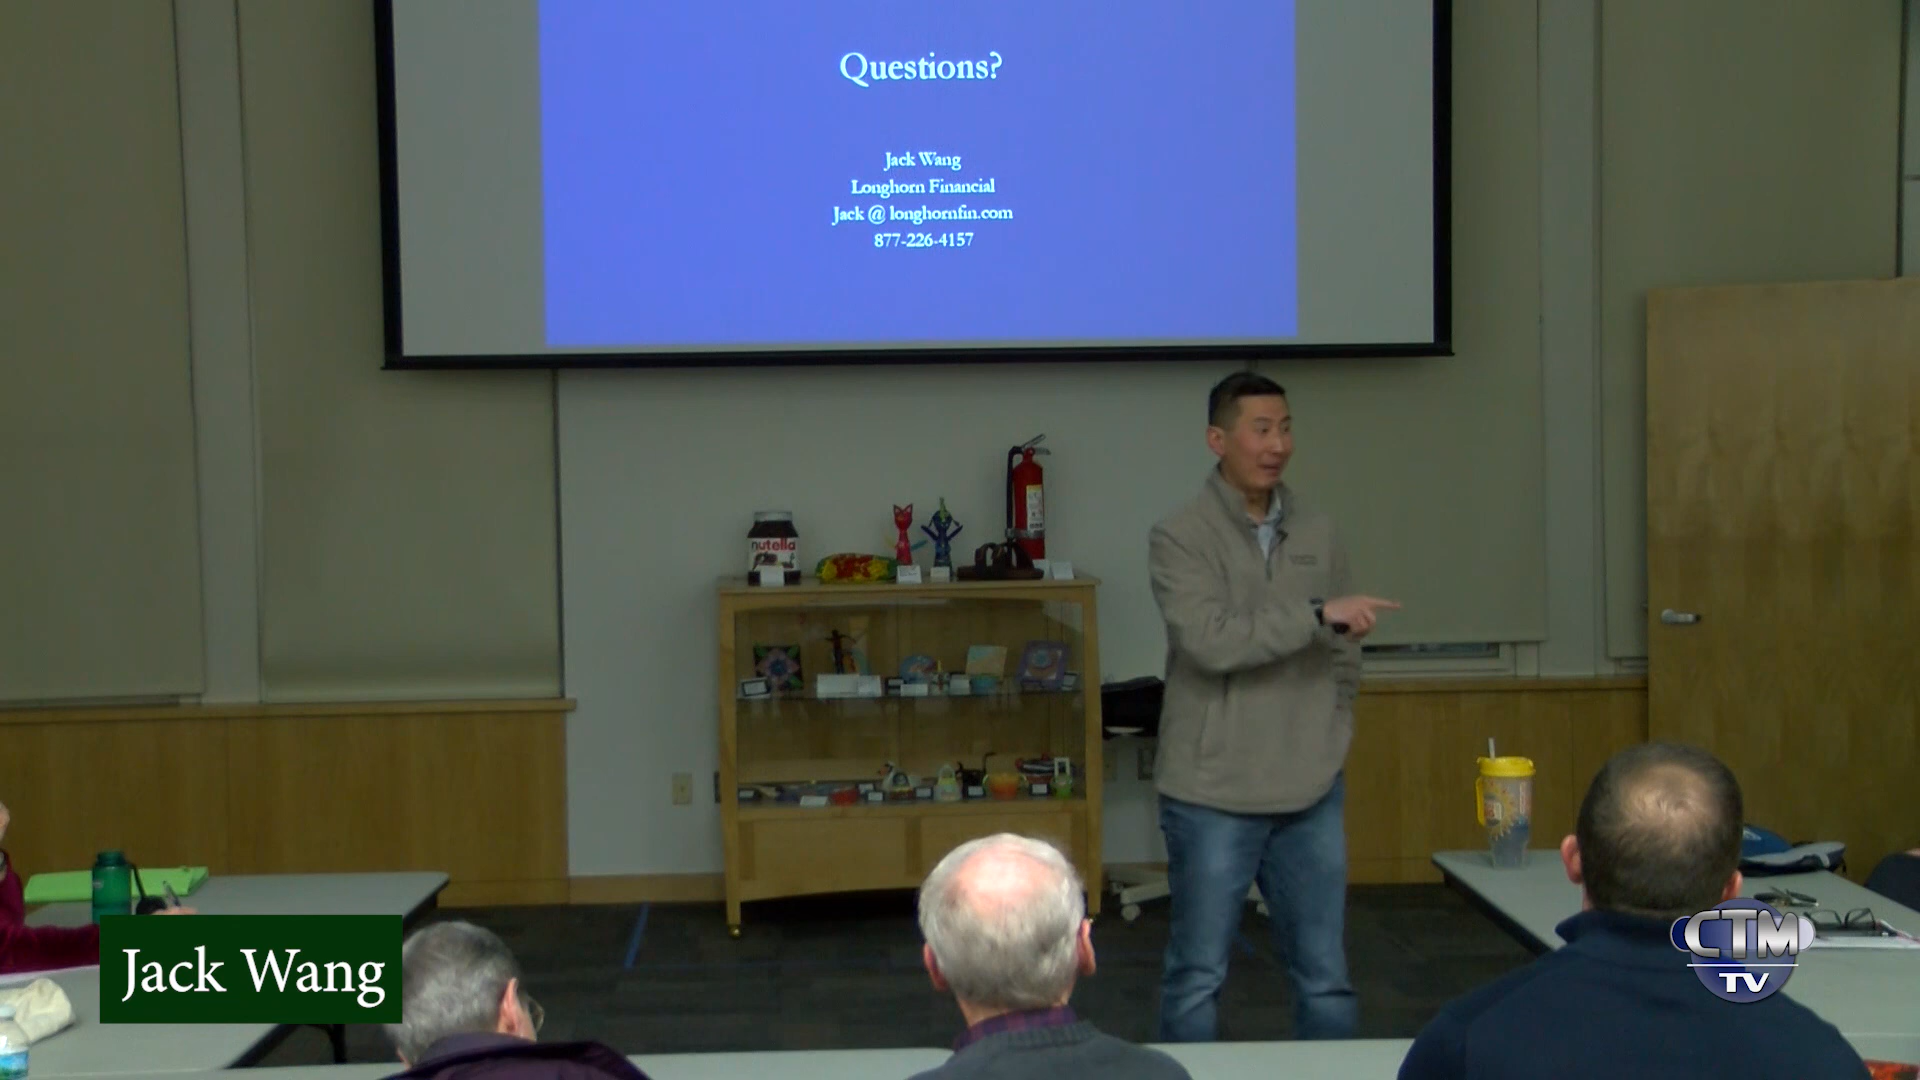 Questions?
Jack Wang
Longhorn Financial
Jack @ longhornfin.com
877-226-4157
nutella
Jack Wang
CTM
TV